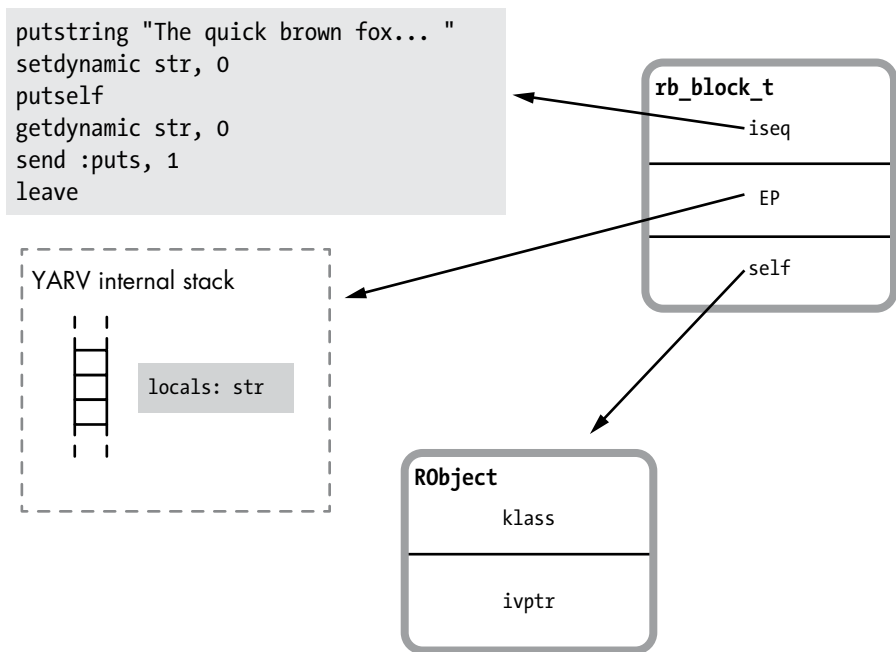 putstring "The quick brown fox... "
setdynamic str, 0
putself
getdynamic str, 0
send :puts, 1
leave
rb_block_t
iseq
EP
self
YARV internal stack
locals: str
RObject
klass
ivptr